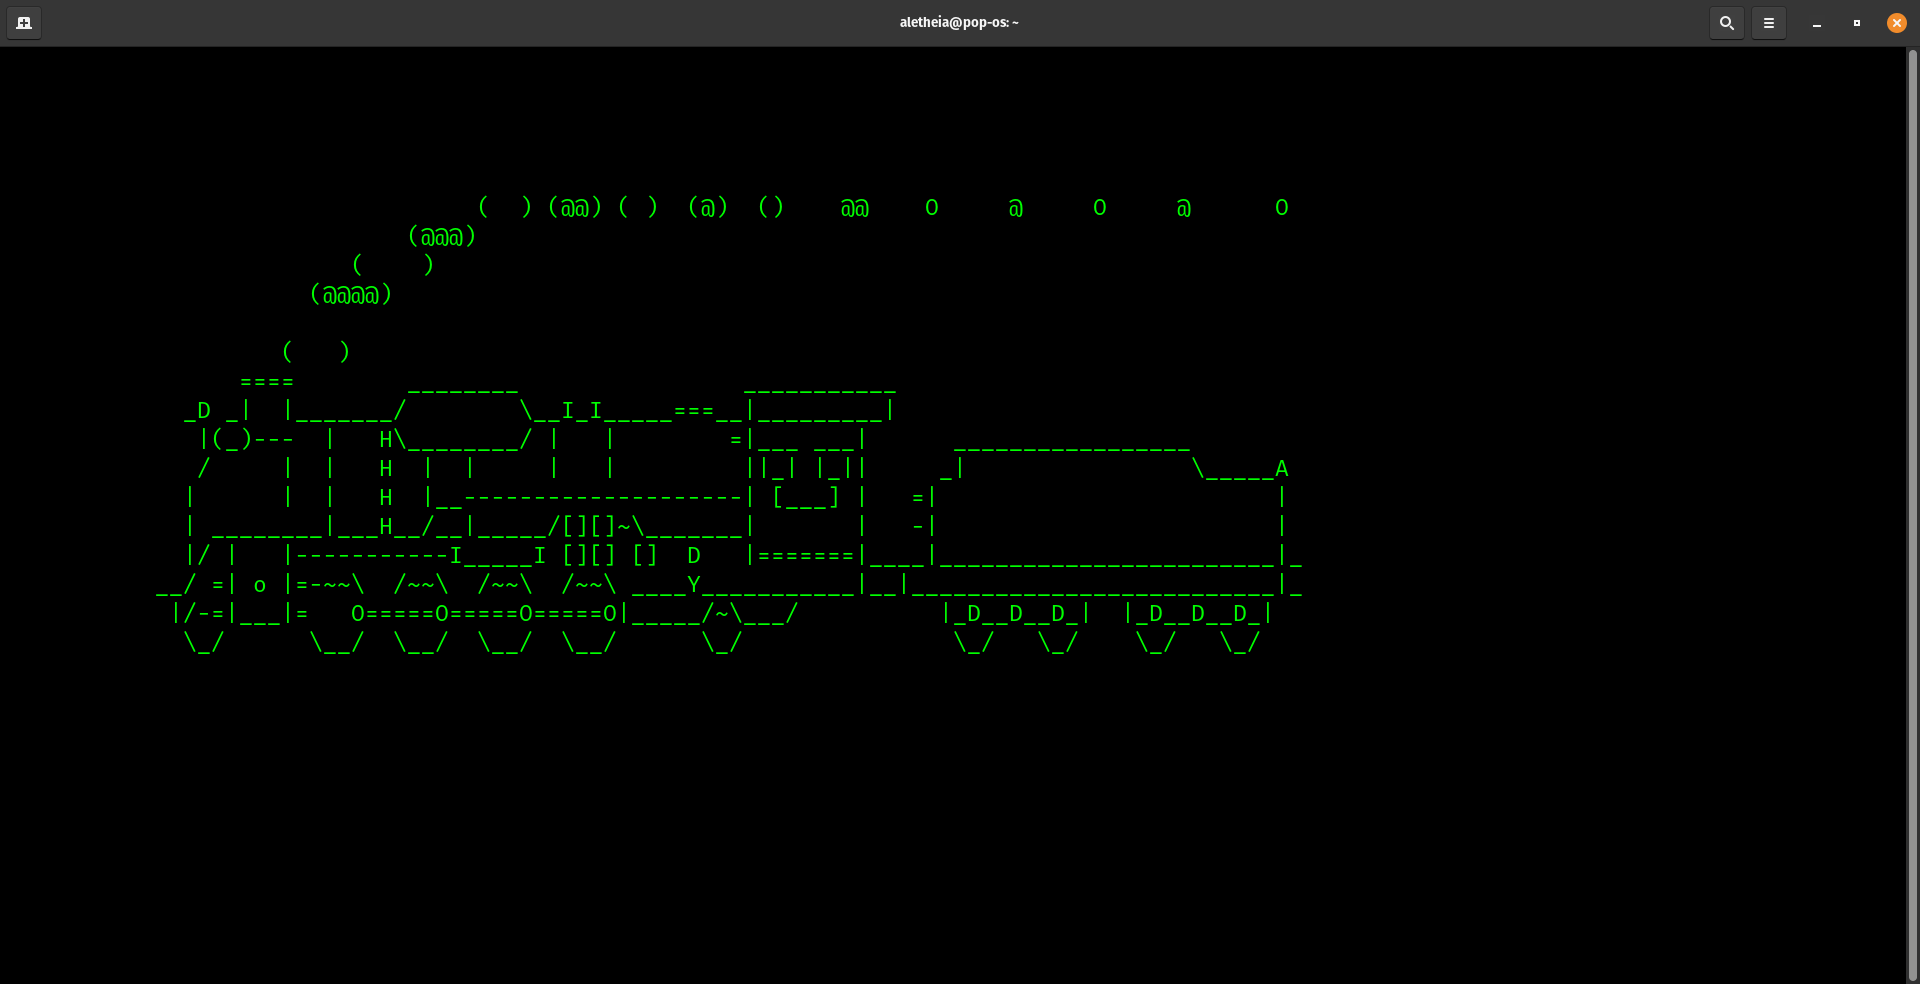 aletheia@pop-os: ~
                                  (  ) (@@) ( )  (@)  ()    @@    O     @     O     @      O
                             (@@@)
                         (    )
                      (@@@@)
                    (   )
                 ====        ________                ___________
             _D _|  |_______/        \__I_I_____===__|_________|
              |(_)---  |   H\________/ |   |        =|___ ___|      _________________
              /     |  |   H  |  |     |   |         ||_| |_||     _|                \_____A
             |      |  |   H  |__--------------------| [___] |   =|                        |
             | ________|___H__/__|_____/[][]~\_______|       |   -|                        |
             |/ |   |-----------I_____I [][] []  D   |=======|____|________________________|_
           __/ =| o |=-~~\  /~~\  /~~\  /~~\ ____Y___________|__|__________________________|_
            |/-=|___|=   O=====O=====O=====O|_____/~\___/          |_D__D__D_|  |_D__D__D_|
             \_/      \__/  \__/  \__/  \__/      \_/               \_/   \_/    \_/   \_/